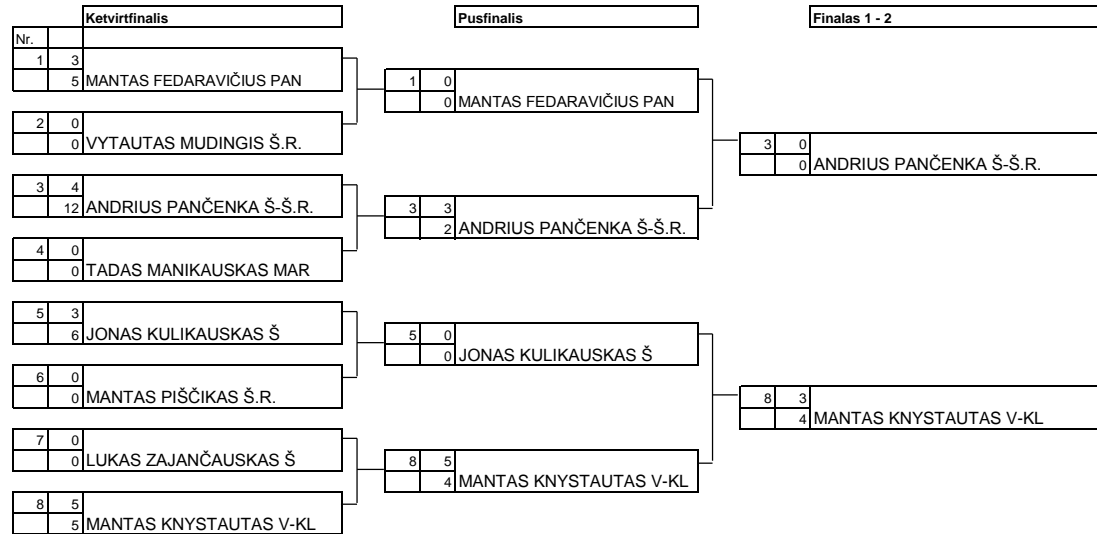 Ketvirtfinalis
Pusfinalis
Finalas 1 - 2
Nr.
1 3
5 MANTAS FEDARAVIČIUS PAN
2 0
0 VYTAUTAS MUDINGIS Š.R.
3 4
12 ANDRIUS PANČENKA Š-Š.R.
4 0
0 TADAS MANIKAUSKAS MAR
5 3
6 JONAS KULIKAUSKAS Š
6 0
0 MANTAS PIŠČIKAS Š.R.
7 0
0 LUKAS ZAJANČAUSKAS Š
8 5
5 MANTAS KNYSTAUTAS V-KL
1 0
0 MANTAS FEDARAVIČIUS PAN
3 3
2 ANDRIUS PANČENKA Š-Š.R.
5 0
0 JONAS KULIKAUSKAS Š
8 5
4 MANTAS KNYSTAUTAS V-KL
3 0
0 ANDRIUS PANČENKA Š-Š.R.
8 3
4 MANTAS KNYSTAUTAS V-KL